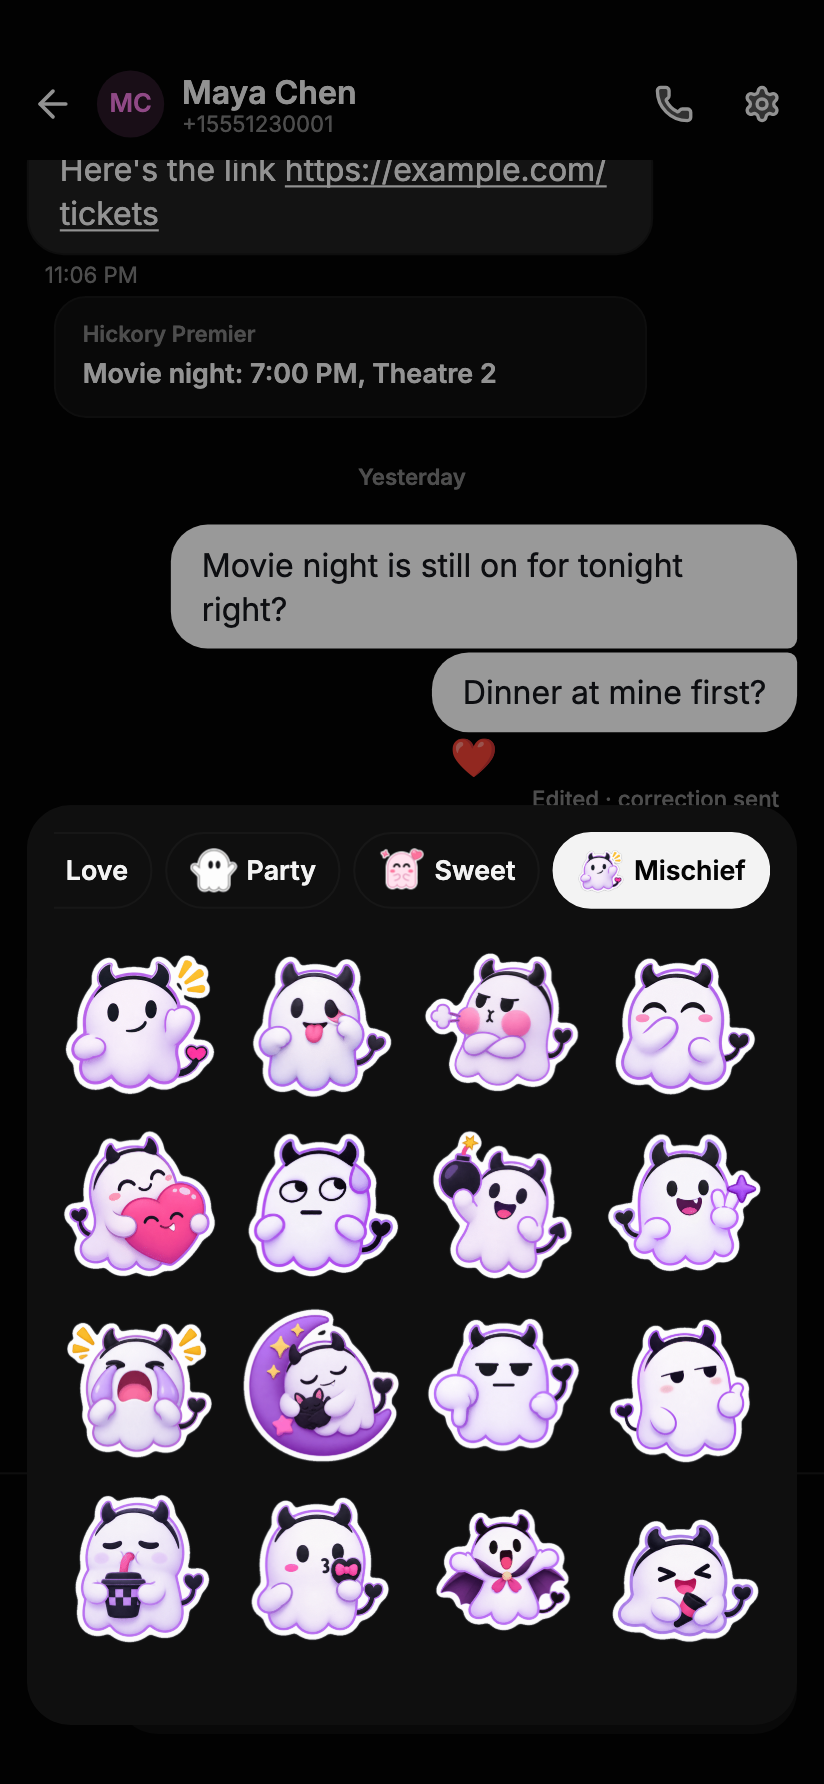 MC
Maya Chen
+15551230001
Here's the link https://example.com/
tickets
11:06 PM
Hickory Premier
Movie night: 7:00 PM, Theatre 2
Yesterday
Movie night is still on for tonight
right?
Dinner at mine first?
Edited · correction sent
Love
Party
Sweet
Mischief